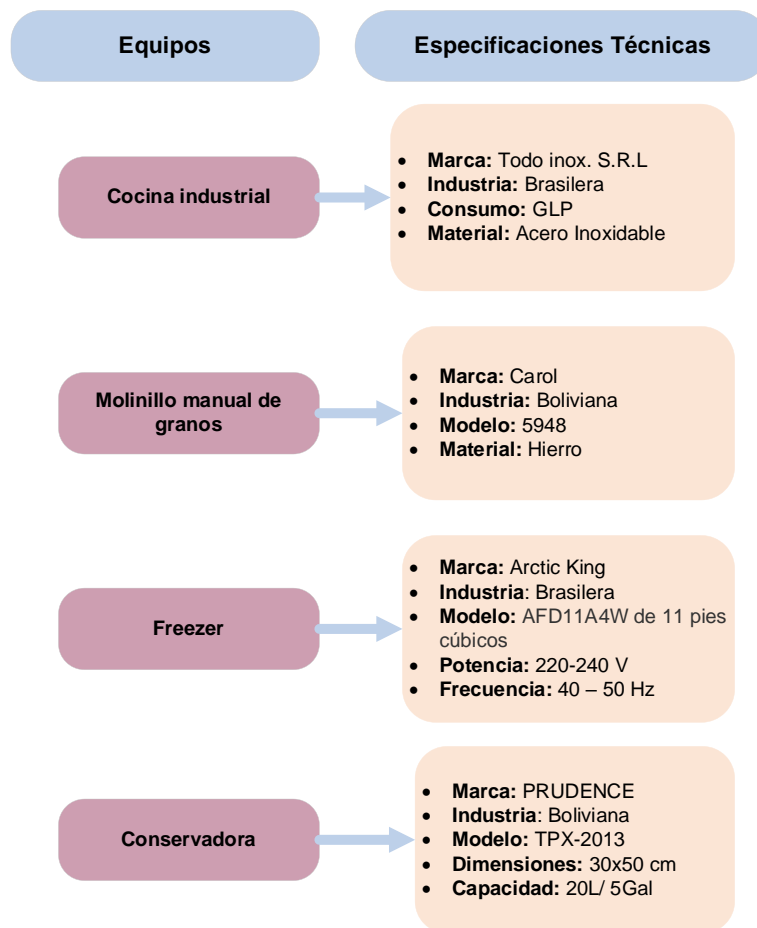 Equipos
Especificaciones Técnicas
Cocina industrial
• Marca: Todo inox. S.R.L
• Industria: Brasilera
• Consumo: GLP
• Material: Acero Inoxidable
Molinillo manual de
granos
• Marca: Carol
• Industria: Boliviana
• Modelo: 5948
• Material: Hierro
Freezer
• Marca: Arctic King
• Industria: Brasilera
• Modelo: AFD11A4W de 11 pies
cúbicos
• Potencia: 220-240 V
• Frecuencia: 40 – 50 Hz
Conservadora
• Marca: PRUDENCE
• Industria: Boliviana
• Modelo: TPX-2013
• Dimensiones: 30x50 cm
• Capacidad: 20L/ 5Gal